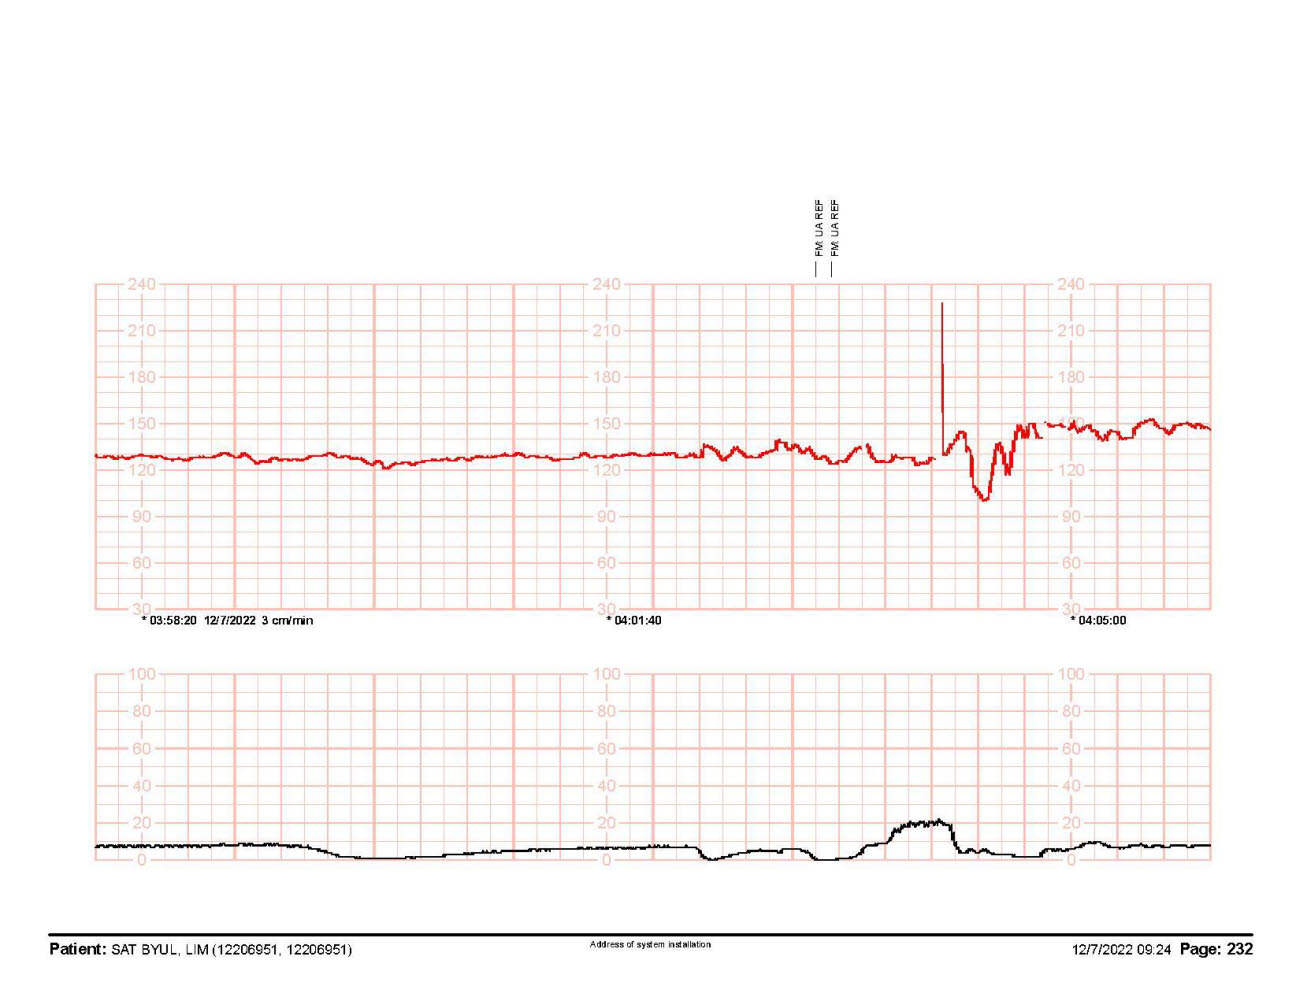 FM: UA REF
FM: UA REF
240 240 240
210 210 210
180 180 180
150 150 150
120 120 120
90 90 90
60 60 60
30 30 30
* 03:58:20 12/7/2022 3 cm/min * 04:01:40 * 04:05:00
100 100 100
80 80 80
60 60 60
40 40 40
20 20 20
0 0 0
Patient: SAT BYUL, LIM (12206951, 12206951) Address of system installation 12/7/2022 09:24 Page: 232